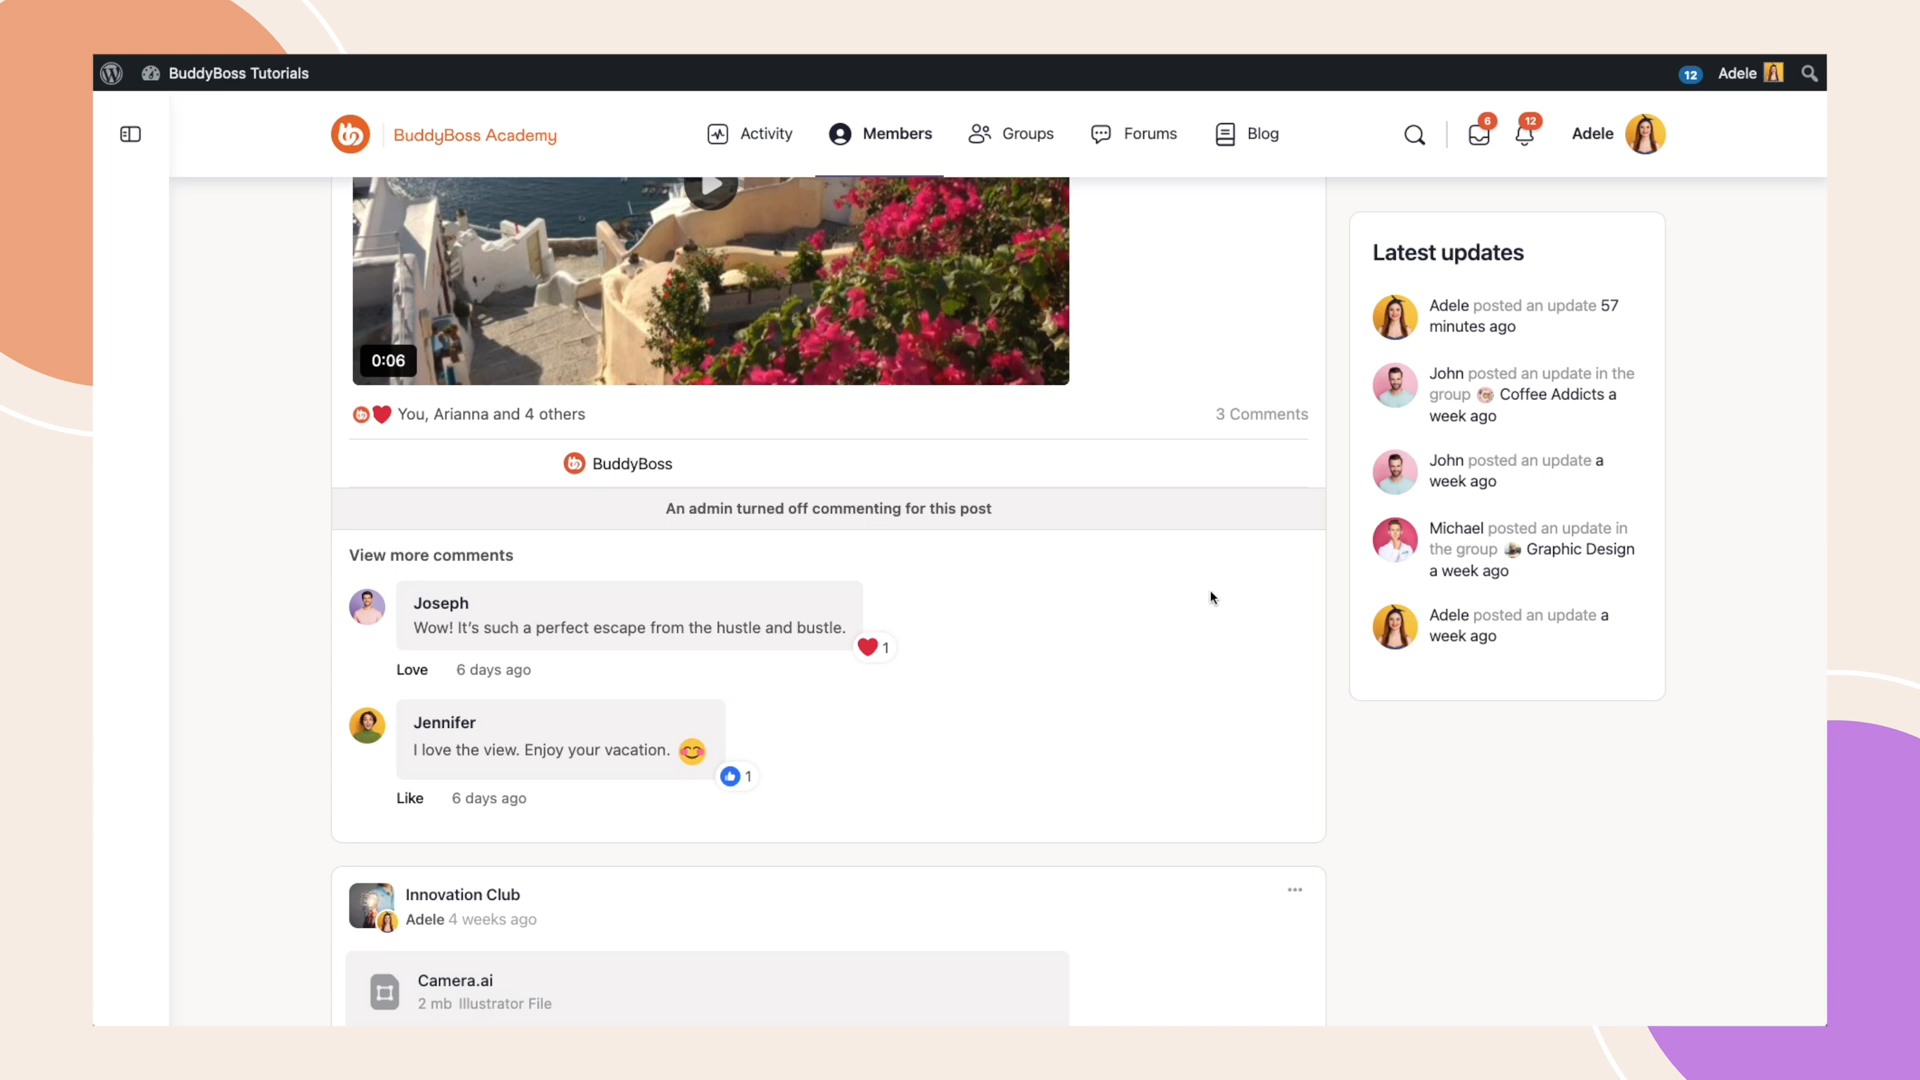 BuddyBoss Tutorials
12
Adele
BuddyBoss Academy
Activity
Members
Groups
Forums
Blog
6
12
Adele
0:06
You, Arianna and 4 others
3 Comments
BuddyBoss
An admin turned off commenting for this post
View more comments
Joseph
Wow! It's such a perfect escape from the hustle and bustle.
1
Love 6 days ago
Jennifer
I love the view. Enjoy your vacation. 😊
1
Like 6 days ago
Innovation Club
Adele 4 weeks ago
Camera.ai
2 mb Illustrator File
Latest updates
Adele posted an update 57
minutes ago
John posted an update in the
group Coffee Addicts a
week ago
John posted an update a
week ago
Michael posted an update in
the group Graphic Design
a week ago
Adele posted an update a
week ago